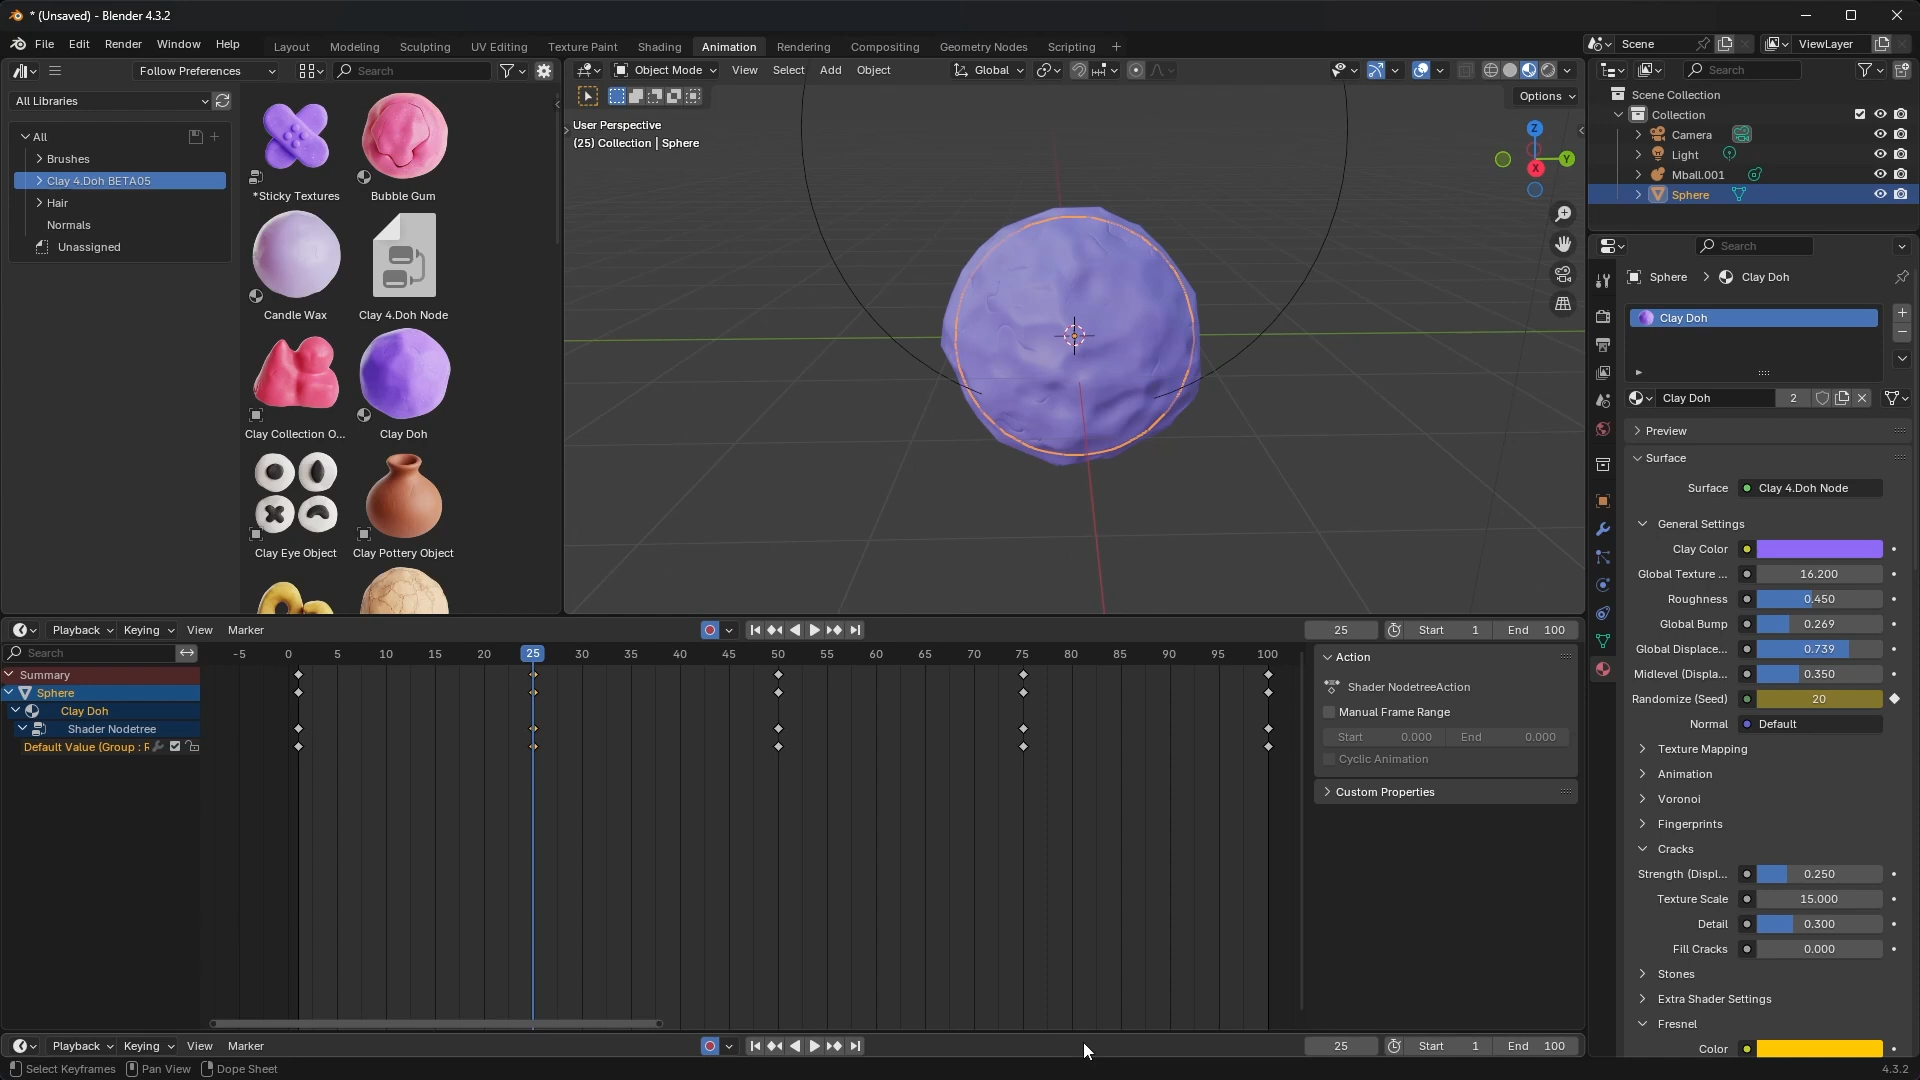 * (Unsaved) - Blender 4.3.2
File Edit Render Window Help
Layout Modeling Sculpting UV Editing Texture Paint Shading Animation Rendering Compositing Geometry Nodes Scripting +
Scene ViewLayer
Follow Preferences Search
Object Mode View Select Add Object Global
Search
All Libraries
All
Brushes
Clay 4.Doh BETA05
Hair
Normals
Unassigned
*Sticky Textures Bubble Gum
Candle Wax Clay 4.Doh Node
Clay Collection O... Clay Doh
Clay Eye Object Clay Pottery Object
Options
User Perspective
(25) Collection | Sphere
Z
Y
X
Scene Collection
Collection
Camera
Light
Mball.001
Sphere
Search
Sphere > Clay Doh
Clay Doh
Clay Doh 2
Preview
Surface
Surface Clay 4.Doh Node
General Settings
Clay Color
Global Texture ... 16.200
Roughness 0.450
Global Bump 0.269
Global Displace... 0.739
Midlevel (Displa... 0.350
Randomize (Seed) 20
Normal Default
Texture Mapping
Animation
Voronoi
Fingerprints
Cracks
Strength (Displ... 0.250
Texture Scale 15.000
Detail 0.300
Fill Cracks 0.000
Stones
Extra Shader Settings
Fresnel
Color
Playback Keying View Marker 25 Start 1 End 100
Search -5 0 5 10 15 20 25 30 35 40 45 50 55 60 65 70 75 80 85 90 95 100
Summary
Sphere
Clay Doh
Shader Nodetree
Default Value (Group : R
Action
Shader NodetreeAction
Manual Frame Range
Start 0.000 End 0.000
Cyclic Animation
Custom Properties
Playback Keying View Marker 25 Start 1 End 100
Select Keyframes Pan View Dope Sheet 4.3.2